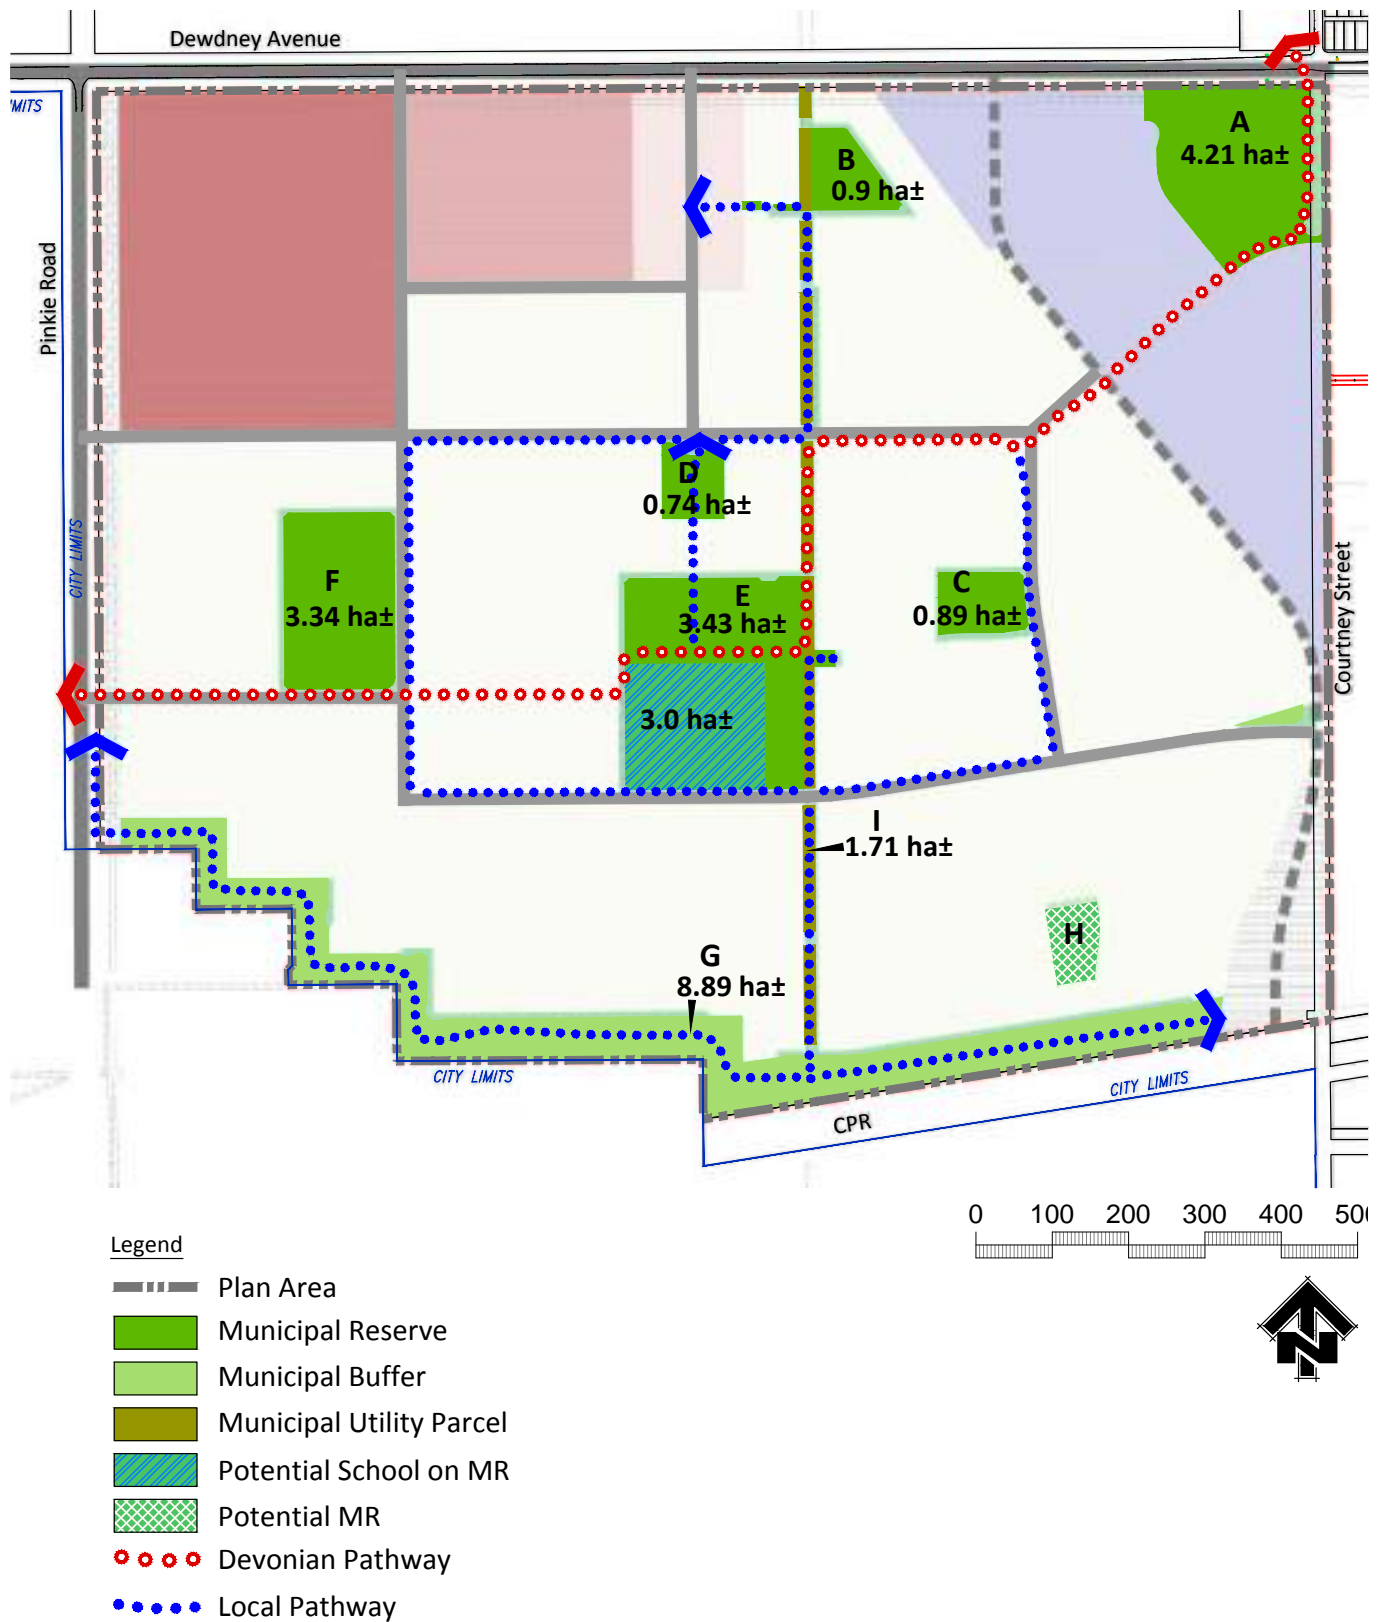 Dewdney Avenue
MITS
A
4.21 ha±
B
0.9 ha±
Pinkie Road
D
0.74 ha±
CITY LIMITS
F
3.34 ha±
E
3.43 ha±
C
0.89 ha±
Courtney Street
3.0 ha±
I
1.71 ha±
H
G
8.89 ha±
CITY LIMITS
CITY LIMITS
CPR
0 100 200 300 400 50
Legend
Plan Area
Municipal Reserve
Municipal Buffer
Municipal Utility Parcel
Potential School on MR
Potential MR
Devonian Pathway
Local Pathway
N